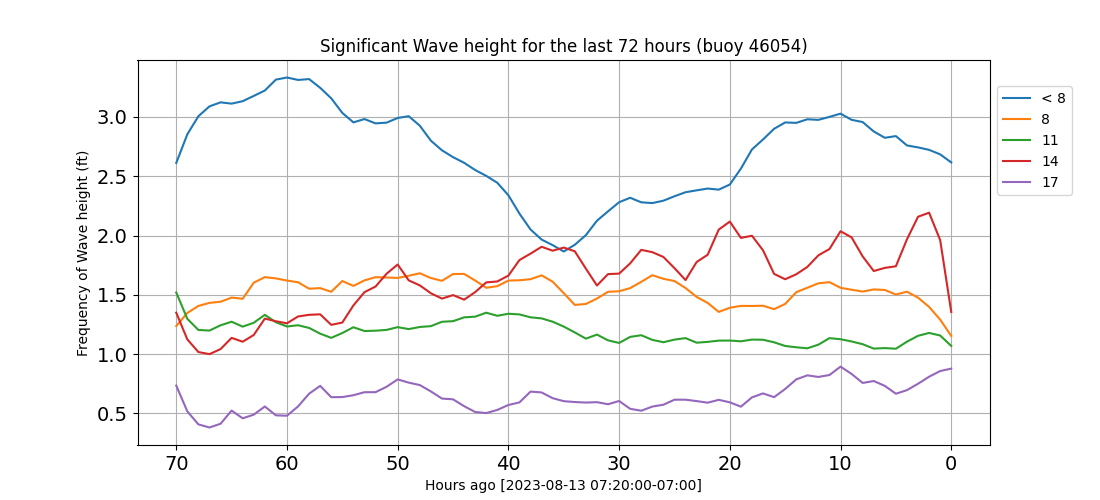 Significant Wave height for the last 72 hours (buoy 46054)
Frequency of Wave height (ft)
3.0
2.5
2.0
1.5
1.0
0.5
70 60 50 40 30 20 10 0
Hours ago [2023-08-13 07:20:00-07:00]
< 8
8
11
14
17